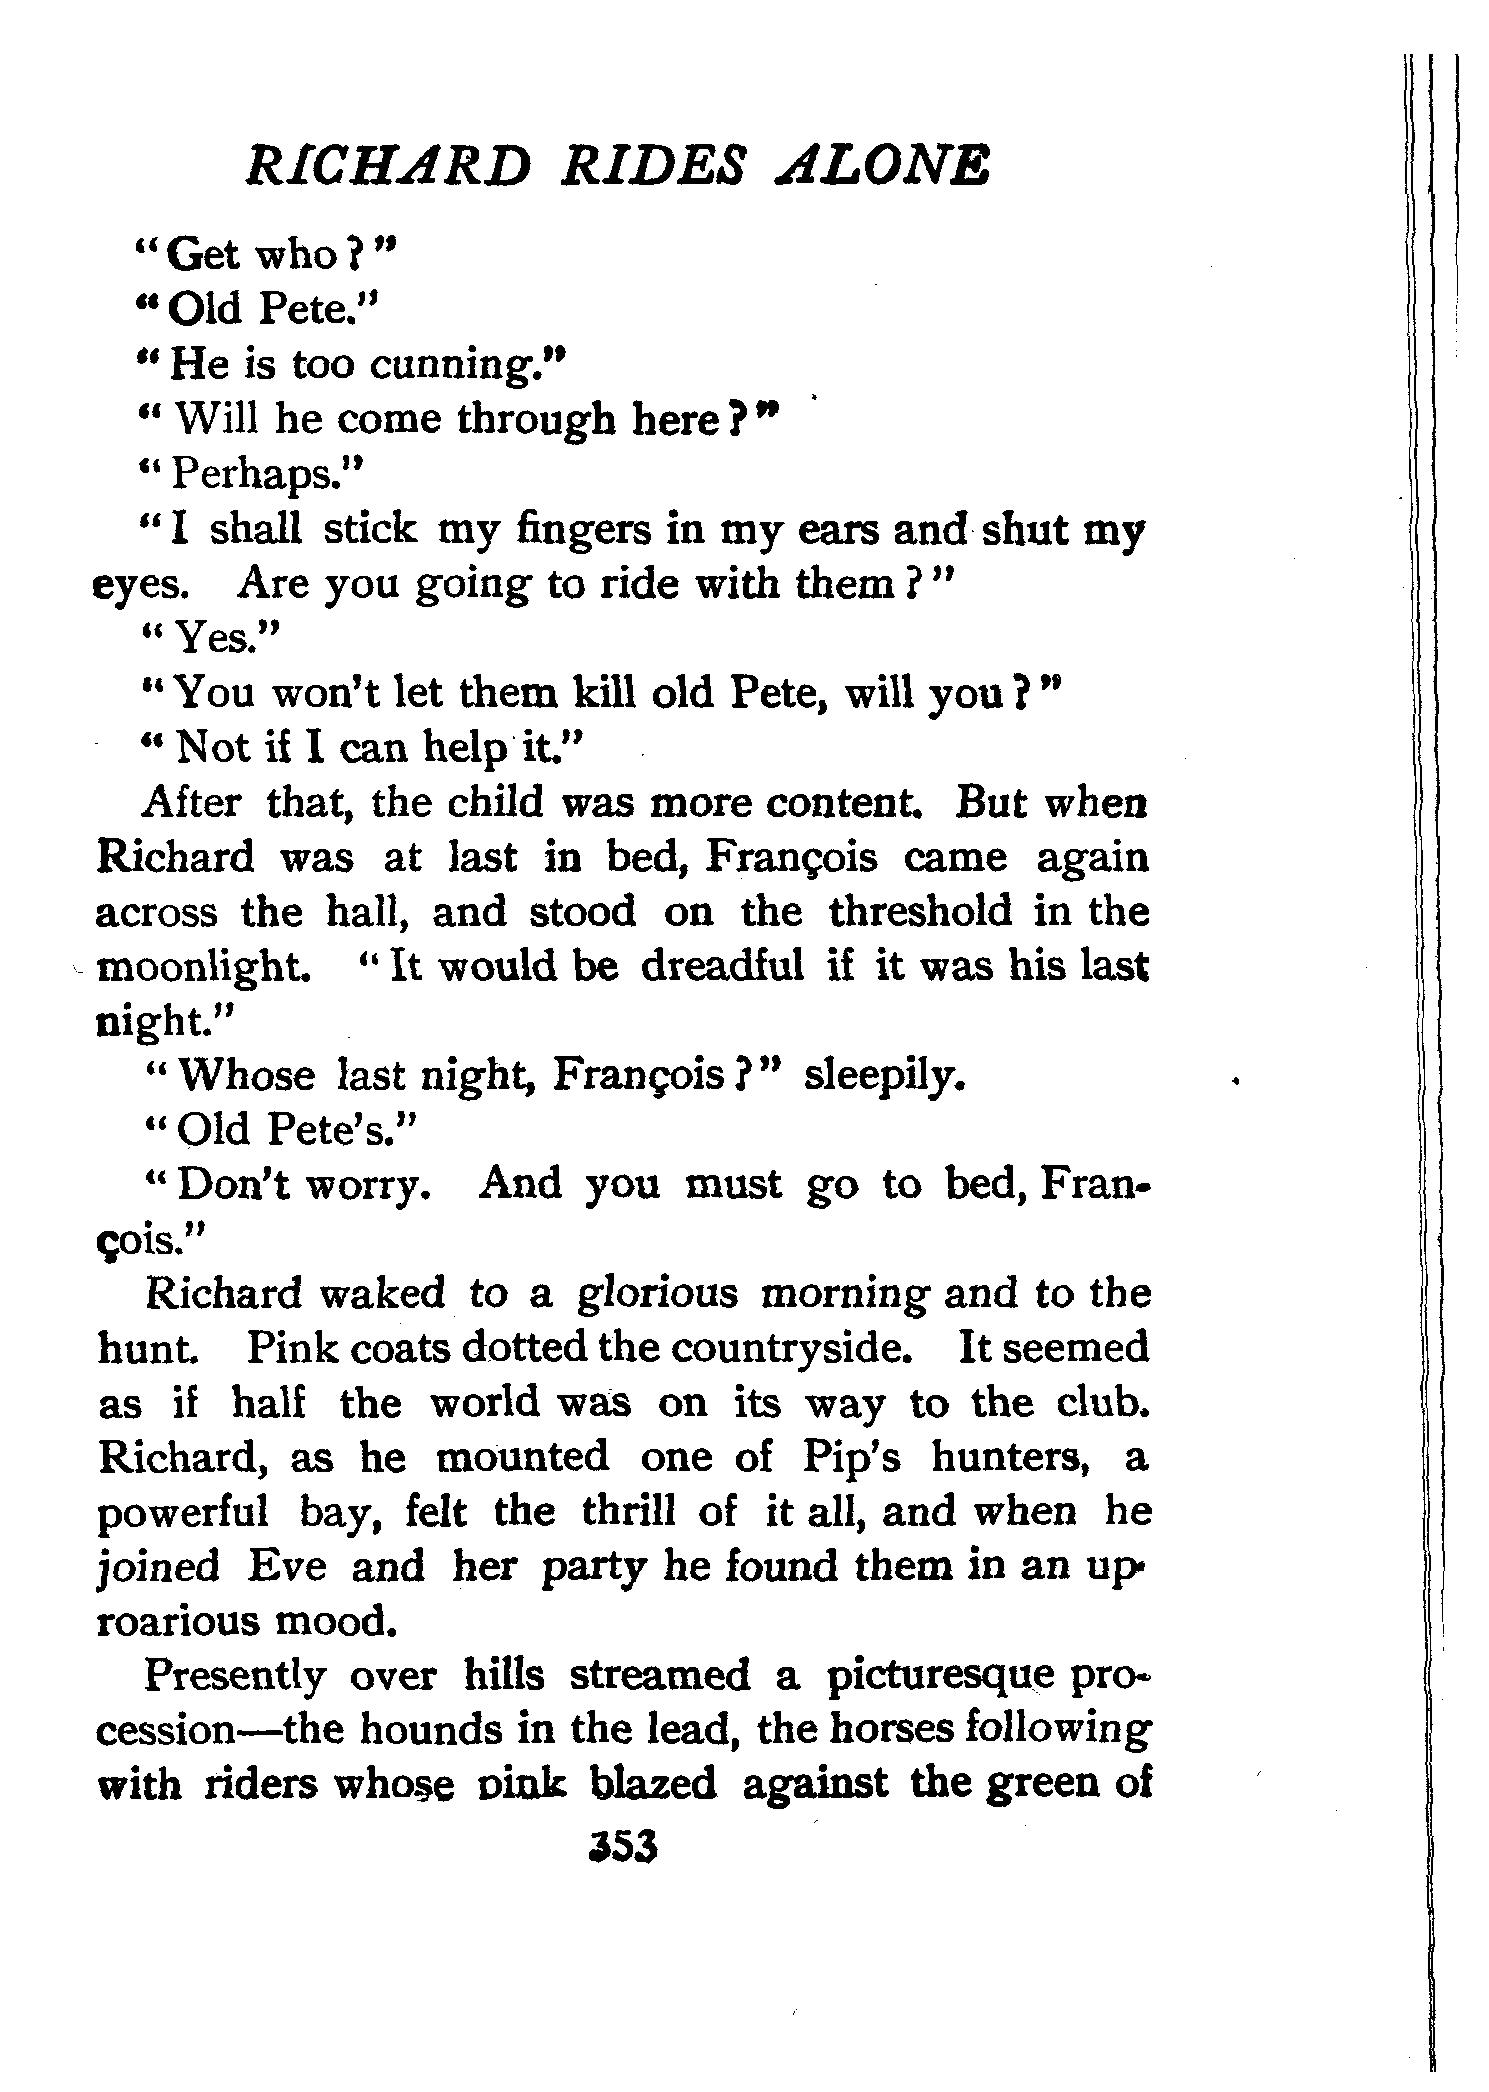 RICHARD RIDES ALONE
“Get who?”
“Old Pete.”
“He is too cunning.”
“Will he come through here?”
“Perhaps.”
“I shall stick my fingers in my ears and shut my
eyes. Are you going to ride with them?”
“Yes.”
“You won't let them kill old Pete, will you?”
“Not if I can help it.”
After that, the child was more content. But when
Richard was at last in bed, François came again
across the hall, and stood on the threshold in the
moonlight. “It would be dreadful if it was his last
night.”
“Whose last night, François?” sleepily.
“Old Pete's.”
“Don't worry. And you must go to bed, Fran-
çois.”
Richard waked to a glorious morning and to the
hunt. Pink coats dotted the countryside. It seemed
as if half the world was on its way to the club.
Richard, as he mounted one of Pip's hunters, a
powerful bay, felt the thrill of it all, and when he
joined Eve and her party he found them in an up-
roarious mood.
Presently over hills streamed a picturesque pro-
cession—the hounds in the lead, the horses following
with riders whose pink blazed against the green of
353